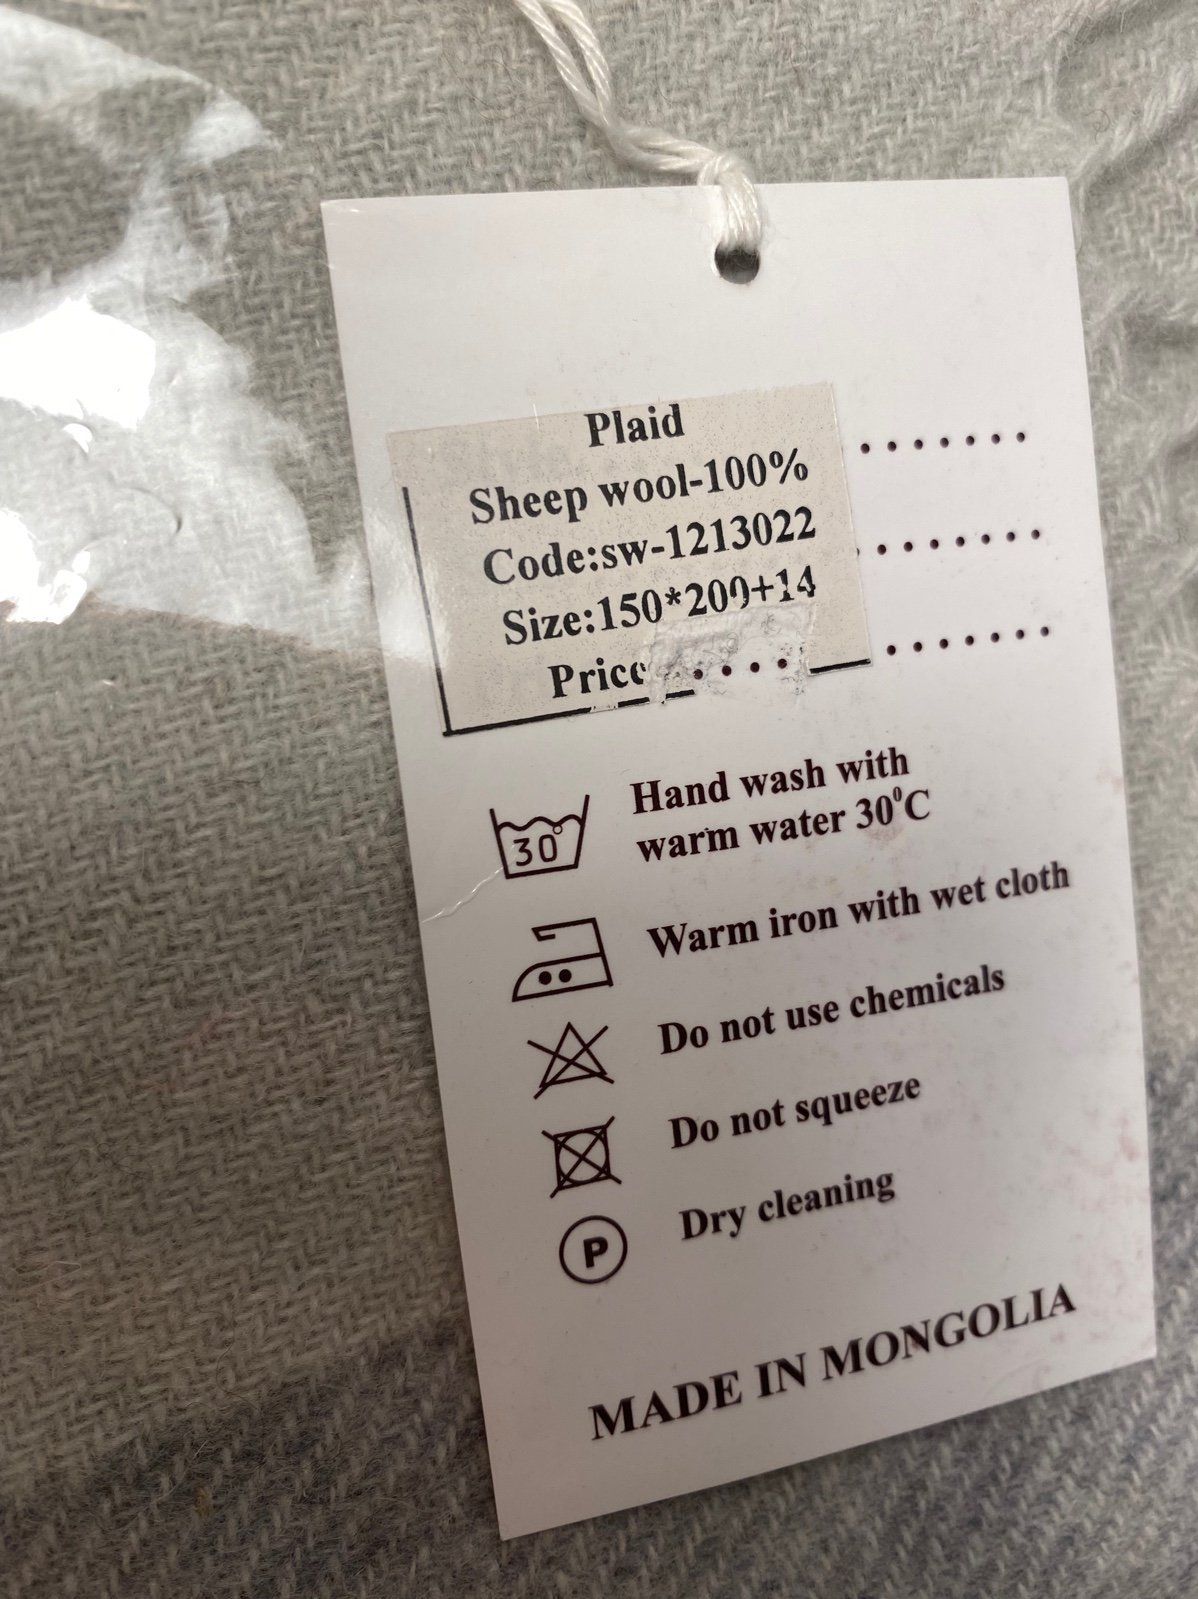 Plaid
Sheep wool-100%
Code:sw-1213022
Size:150*200+14
Price
30°
Hand wash with
warm water 30⁰C
Warm iron with wet cloth
Do not use chemicals
Do not squeeze
P
Dry cleaning
MADE IN MONGOLIA